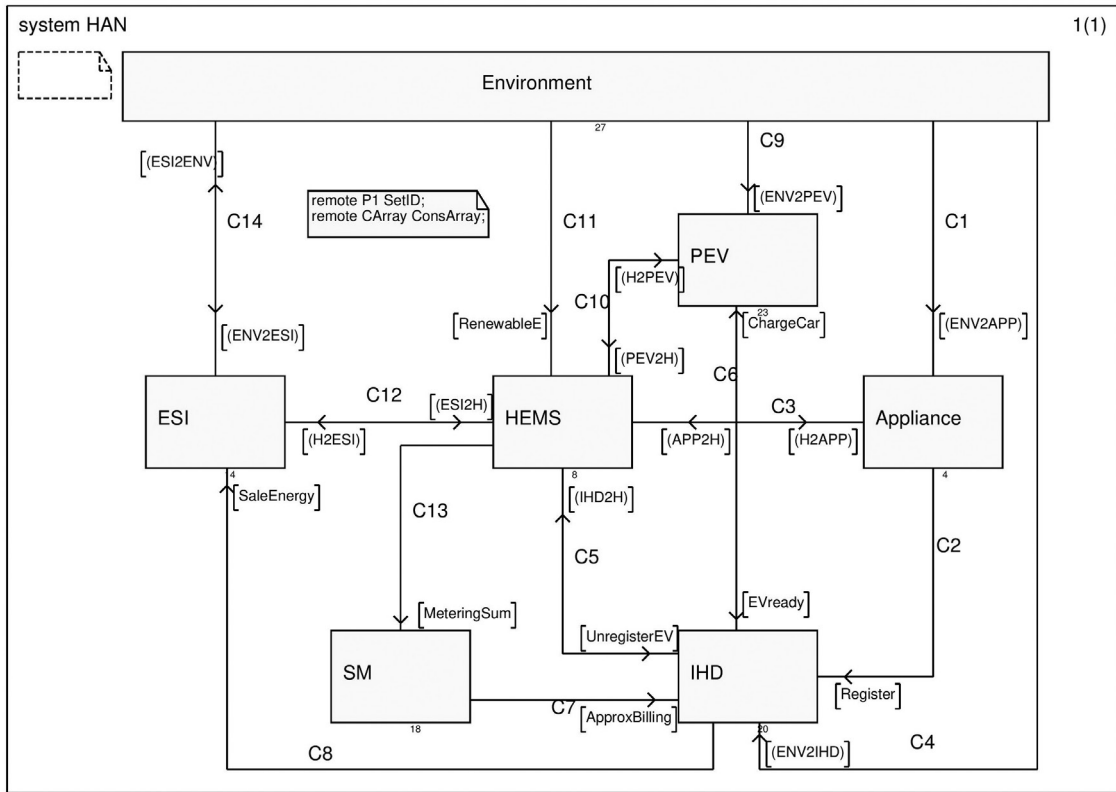 system HAN
1(1)
Environment
27
C9
[(ESI2ENV)]
[(ENV2PEV)]
remote P1 SetID;
remote CArray ConsArray;
C14
C11
C1
PEV
[(H2PEV)]
C10
23
[ChargeCar]
[RenewableE]
[(ENV2ESI)]
[(ENV2APP)]
[(PEV2H)]
C6
C12
[(ESI2H)]
C3
ESI
HEMS
Appliance
[(H2ESI)]
[(APP2H)]
[(H2APP)]
4
8
4
[SaleEnergy]
[(IHD2H)]
C13
C5
C2
[EVready]
[MeteringSum]
[UnregisterEV]
SM
IHD
[Register]
C7
[ApproxBilling]
18
20
C8
[(ENV2IHD)]
C4